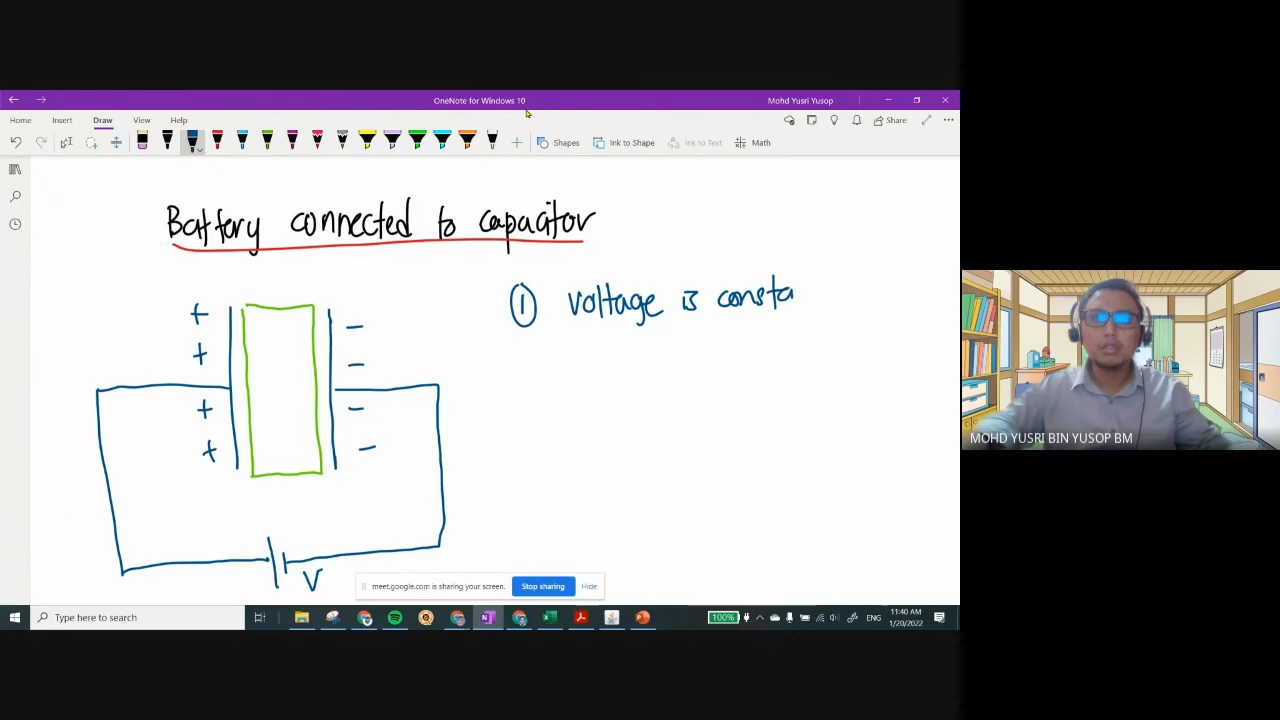 OneNote for Windows 10
Mohd Yusri Yusop
Home Insert Draw View Help
Share
Shapes Ink to Shape Ink to Text Math
Battery connected to capacitor
① voltage is consta
+ −
+ −
+ −
+ −
V
meet.google.com is sharing your screen. Stop sharing Hide
Type here to search
100% ENG 11:40 AM
1/20/2022
MOHD YUSRI BIN YUSOP BM